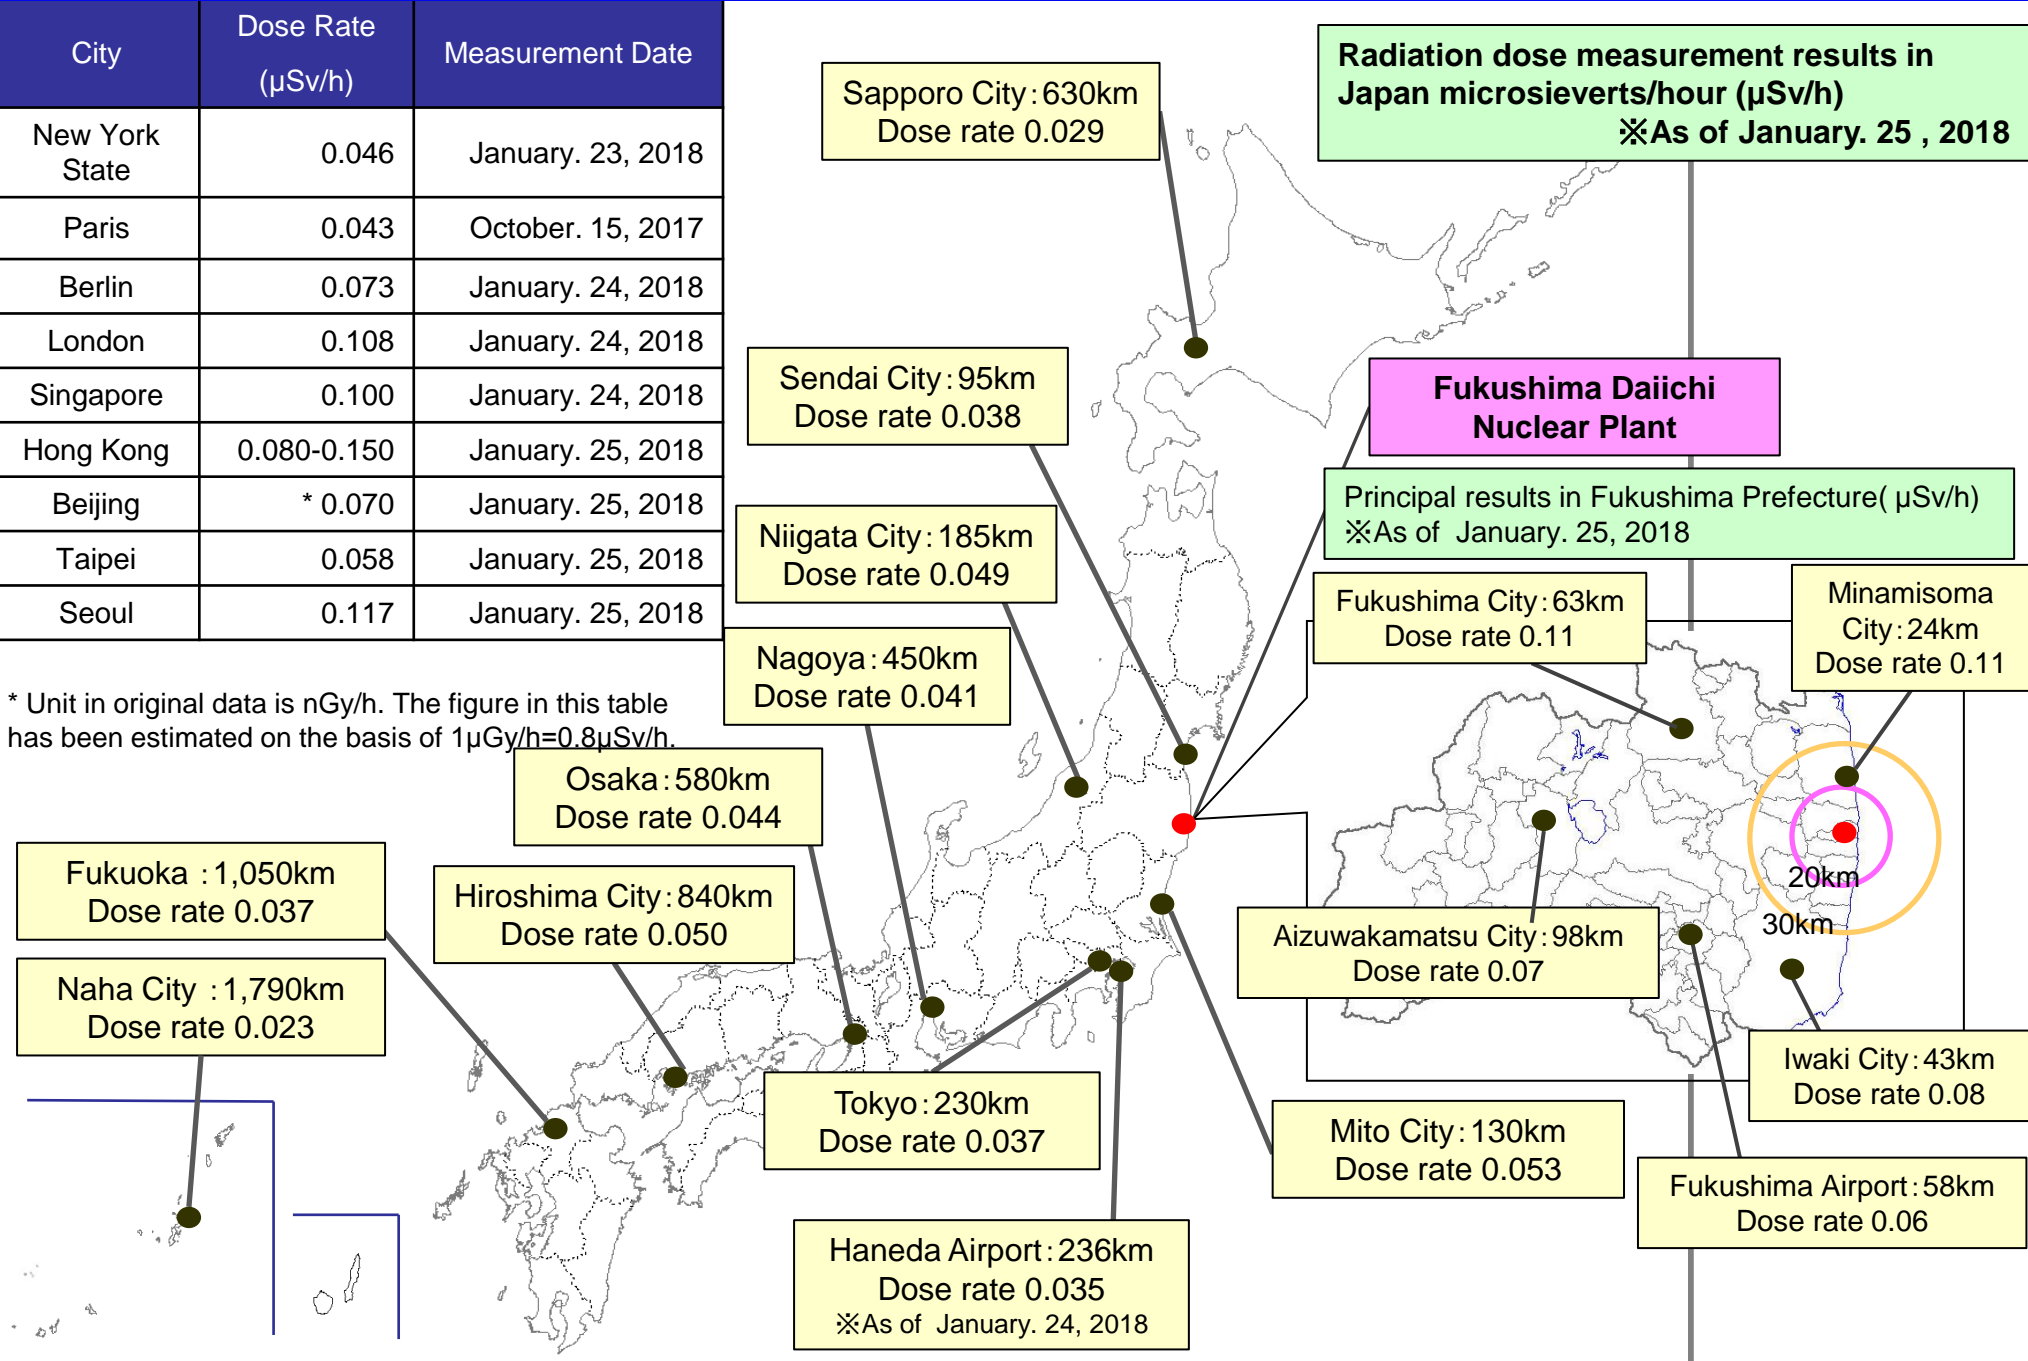 City
Dose Rate
(μSv/h)
Measurement Date
New York
State
0.046
January. 23, 2018
Paris
0.043
October. 15, 2017
Berlin
0.073
January. 24, 2018
London
0.108
January. 24, 2018
Singapore
0.100
January. 24, 2018
Hong Kong
0.080-0.150
January. 25, 2018
Beijing
* 0.070
January. 25, 2018
Taipei
0.058
January. 25, 2018
Seoul
0.117
January. 25, 2018
* Unit in original data is nGy/h. The figure in this table
has been estimated on the basis of 1μGy/h=0.8μSv/h.
Radiation dose measurement results in
Japan microsieverts/hour (μSv/h)
※As of January. 25 , 2018
Sapporo City：630km
Dose rate 0.029
Sendai City：95km
Dose rate 0.038
Fukushima Daiichi
Nuclear Plant
Principal results in Fukushima Prefecture( μSv/h)
※As of  January. 25, 2018
Niigata City：185km
Dose rate 0.049
Fukushima City：63km
Dose rate 0.11
Minamisoma
City：24km
Dose rate 0.11
Nagoya：450km
Dose rate 0.041
Osaka：580km
Dose rate 0.044
Fukuoka ：1,050km
Dose rate 0.037
Hiroshima City：840km
Dose rate 0.050
20km
30km
Aizuwakamatsu City：98km
Dose rate 0.07
Naha City ：1,790km
Dose rate 0.023
Iwaki City：43km
Dose rate 0.08
Tokyo：230km
Dose rate 0.037
Mito City：130km
Dose rate 0.053
Fukushima Airport：58km
Dose rate 0.06
Haneda Airport：236km
Dose rate 0.035
※As of  January. 24, 2018